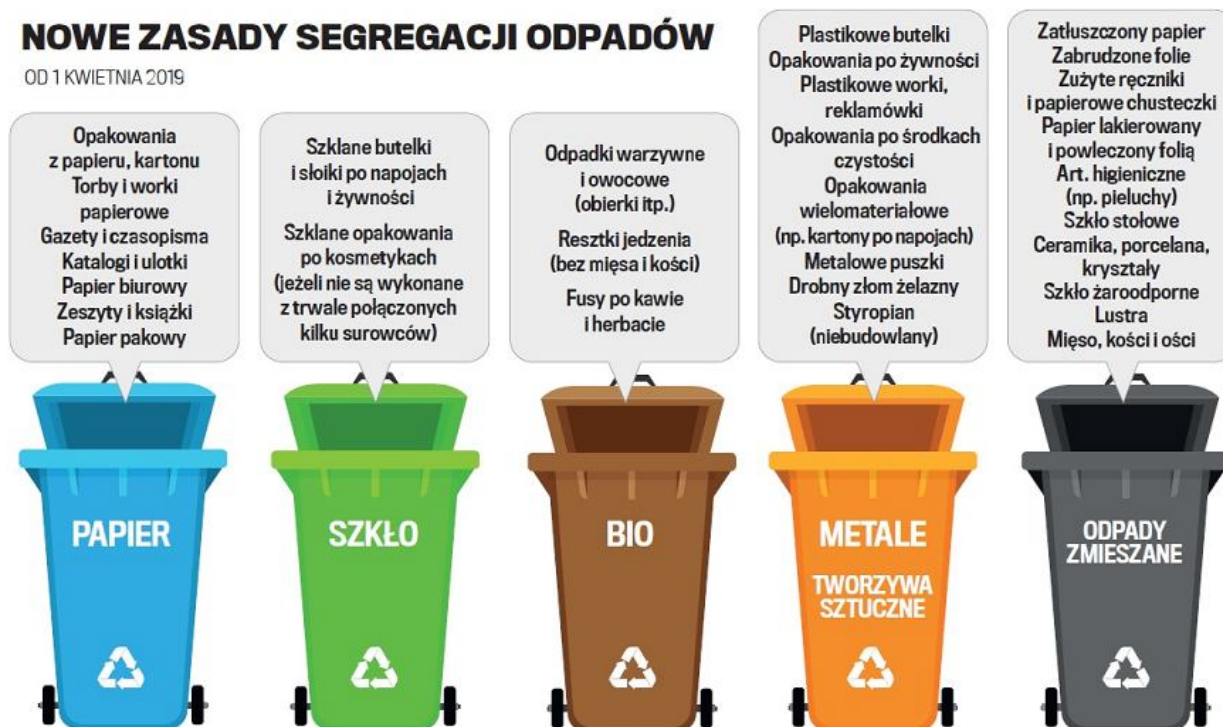 NOWE ZASADY SEGREGACJI ODPADÓW
OD 1 KWIETNIA 2019
Opakowania
z papieru, kartonu
Torby i worki
papierowe
Gazety i czasopisma
Katalogi i ulotki
Papier biurowy
Zeszyty i książki
Papier pakowy
PAPIER
Szklane butelki
i słoiki po napojach
i żywności
Szklane opakowania
po kosmetykach
(jeżeli nie są wykonane
z trwale połączonych
kilku surowców)
SZKŁO
Odpadki warzywne
i owocowe
(obierki itp.)
Resztki jedzenia
(bez mięsa i kości)
Fusy po kawie
i herbacie
BIO
Plastikowe butelki
Opakowania po żywności
Plastikowe worki,
reklamówki
Opakowania po środkach
czystości
Opakowania
wielomateriałowe
(np. kartony po napojach)
Metalowe puszki
Drobny złom żelazny
Styropian
(niebudowlany)
METALE
TWORZYWA
SZTUCZNE
Zatłuszczony papier
Zabrudzone folie
Zużyte ręczniki
i papierowe chusteczki
Papier lakierowany
i powleczony folią
Art. higieniczne
(np. pieluchy)
Szkło stołowe
Ceramika, porcelana,
kryształy
Szkło żaroodporne
Lustra
Mięso, kości i ości
ODPADY
ZMIESZANE